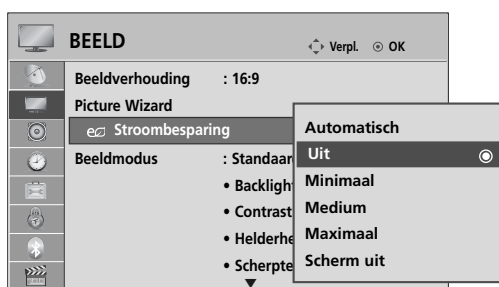 BEELD
Verpl. OK
Beeldverhouding : 16:9
Picture Wizard
Stroombesparing
Beeldmodus : Standaar
• Backligh
• Contrast
• Helderhe
• Scherpte
Automatisch
Uit
Minimaal
Medium
Maximaal
Scherm uit